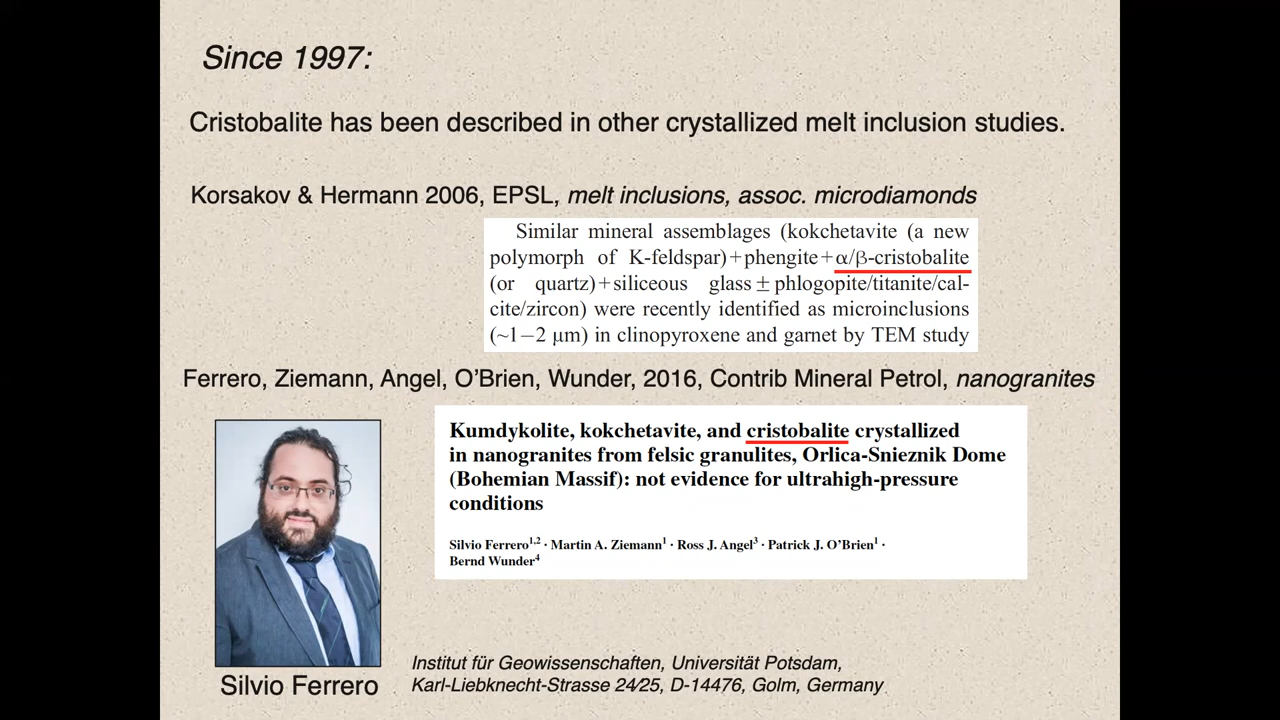 Since 1997:
Cristobalite has been described in other crystallized melt inclusion studies.
Korsakov & Hermann 2006, EPSL, melt inclusions, assoc. microdiamonds
Similar mineral assemblages (kokchetavite (a new
polymorph of K-feldspar)+phengite+α/β-cristobalite
(or quartz)+siliceous glass±phlogopite/titanite/cal-
cite/zircon) were recently identified as microinclusions
(~1−2 μm) in clinopyroxene and garnet by TEM study
Ferrero, Ziemann, Angel, O'Brien, Wunder, 2016, Contrib Mineral Petrol, nanogranites
Kumdykolite, kokchetavite, and cristobalite crystallized
in nanogranites from felsic granulites, Orlica-Snieznik Dome
(Bohemian Massif): not evidence for ultrahigh-pressure
conditions
Silvio Ferrero1,2 · Martin A. Ziemann1 · Ross J. Angel3 · Patrick J. O'Brien1 ·
Bernd Wunder4
Silvio Ferrero
Institut für Geowissenschaften, Universität Potsdam,
Karl-Liebknecht-Strasse 24/25, D-14476, Golm, Germany